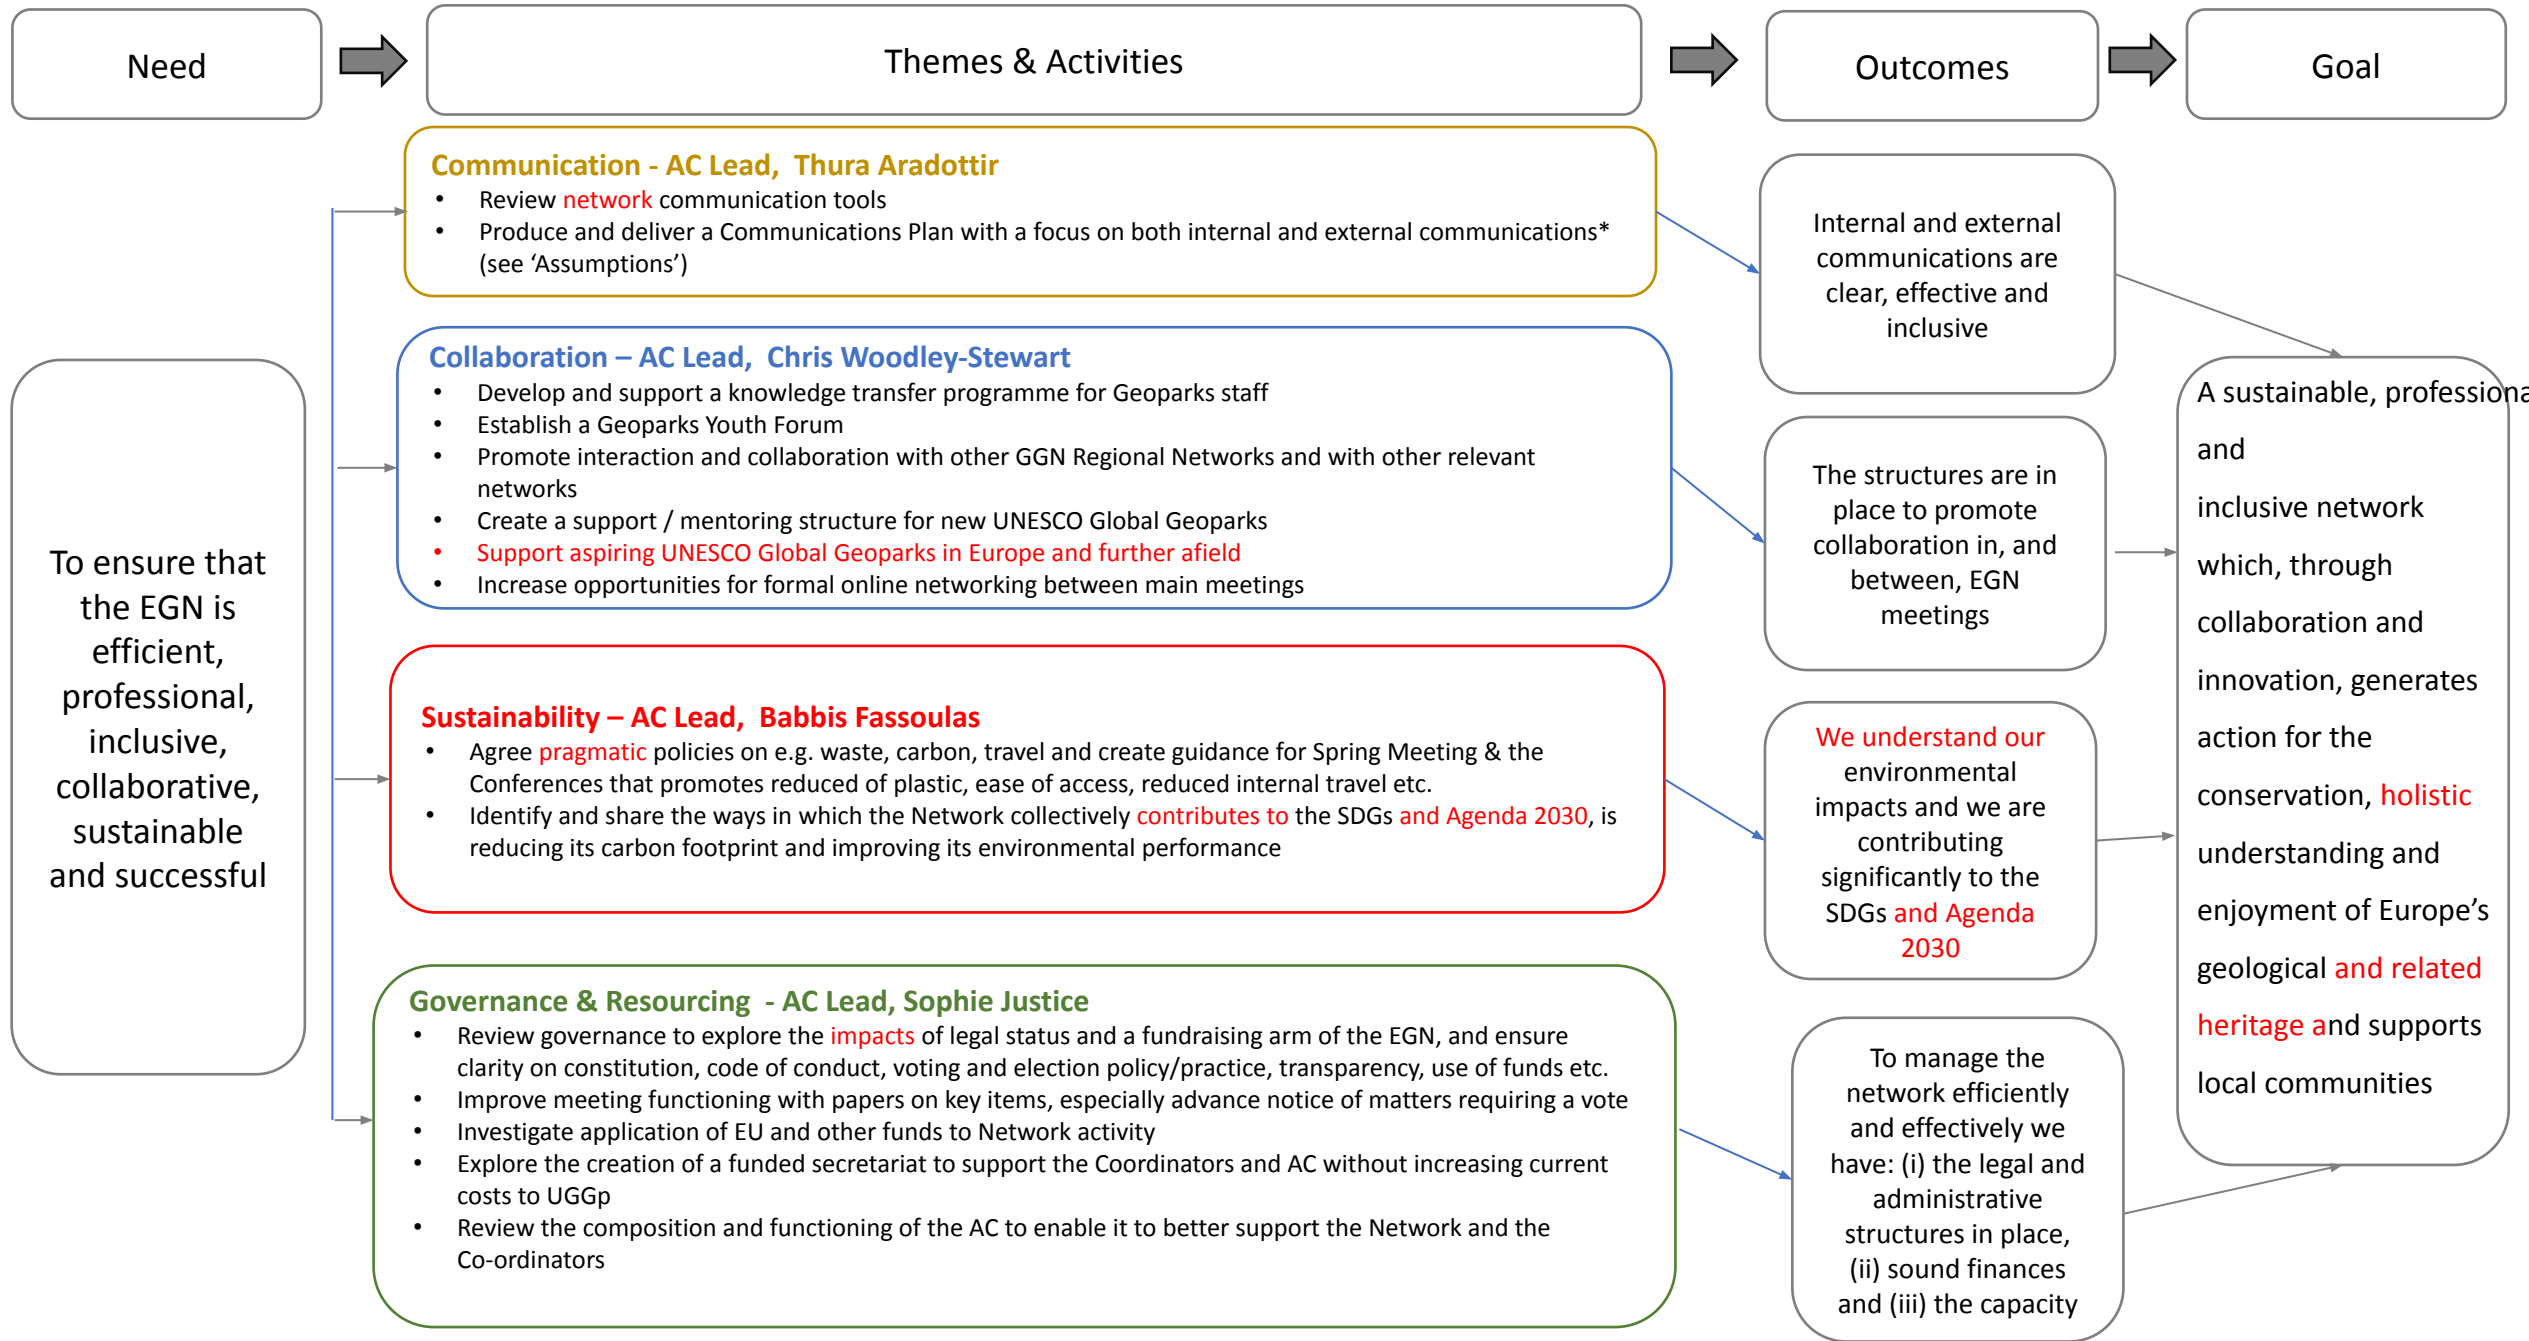 Need
Themes & Activities
Outcomes
Goal
To ensure that
the EGN is
efficient,
professional,
inclusive,
collaborative,
sustainable
and successful
Communication - AC Lead,  Thura Aradottir
• Review network communication tools
• Produce and deliver a Communications Plan with a focus on both internal and external communications*
(see ‘Assumptions’)
Collaboration – AC Lead,  Chris Woodley-Stewart
• Develop and support a knowledge transfer programme for Geoparks staff
• Establish a Geoparks Youth Forum
• Promote interaction and collaboration with other GGN Regional Networks and with other relevant
networks
• Create a support / mentoring structure for new UNESCO Global Geoparks
• Support aspiring UNESCO Global Geoparks in Europe and further afield
• Increase opportunities for formal online networking between main meetings
Sustainability – AC Lead,  Babbis Fassoulas
• Agree pragmatic policies on e.g. waste, carbon, travel and create guidance for Spring Meeting & the
Conferences that promotes reduced of plastic, ease of access, reduced internal travel etc.
• Identify and share the ways in which the Network collectively contributes to the SDGs and Agenda 2030, is
reducing its carbon footprint and improving its environmental performance
Governance & Resourcing  - AC Lead, Sophie Justice
• Review governance to explore the impacts of legal status and a fundraising arm of the EGN, and ensure
clarity on constitution, code of conduct, voting and election policy/practice, transparency, use of funds etc.
• Improve meeting functioning with papers on key items, especially advance notice of matters requiring a vote
• Investigate application of EU and other funds to Network activity
• Explore the creation of a funded secretariat to support the Coordinators and AC without increasing current
costs to UGGp
• Review the composition and functioning of the AC to enable it to better support the Network and the
Co-ordinators
Internal and external
communications are
clear, effective and
inclusive
The structures are in
place to promote
collaboration in, and
between, EGN
meetings
We understand our
environmental
impacts and we are
contributing
significantly to the
SDGs and Agenda
2030
To manage the
network efficiently
and effectively we
have: (i) the legal and
administrative
structures in place,
(ii) sound finances
and (iii) the capacity
A sustainable, professiona
and
inclusive network
which, through
collaboration and
innovation, generates
action for the
conservation, holistic
understanding and
enjoyment of Europe’s
geological and related
heritage and supports
local communities